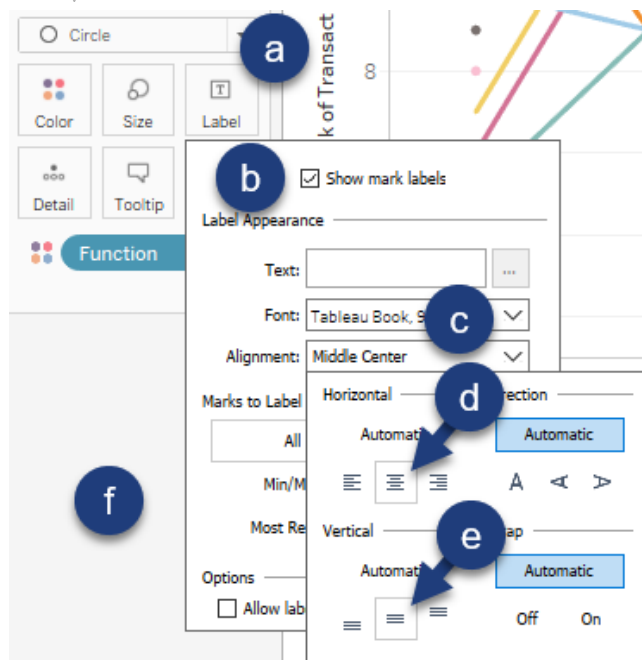 Circle
a
k of Transact
8
Color Size T Label
b
Show mark labels
Detail Tooltip
Label Appearance
Function
Text: ...
Font: Tableau Book, 9
c
Alignment: Middle Center
Marks to Label
Horizontal
d
rection
All
Automati
Automatic
Min/M
A A A
f
Most Re
Vertical
e
ap
Automati
Automatic
Options
Allow lab
Off On